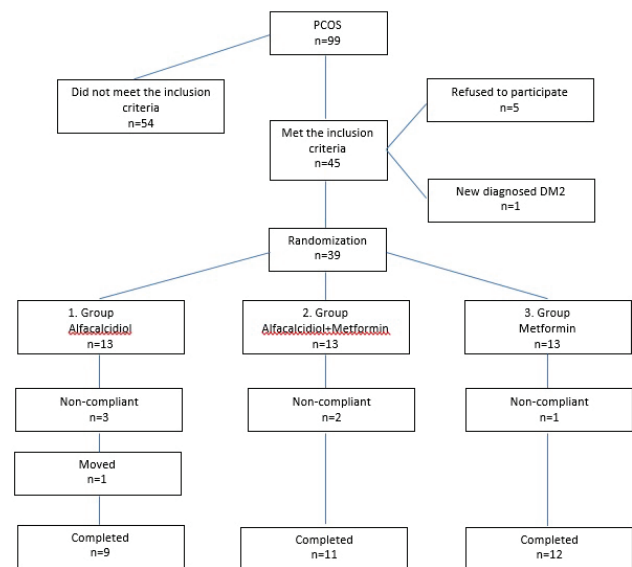 PCOS
n=99
Did not meet the inclusion
criteria
n=54
Refused to participate
n=5
Met the inclusion
criteria
n=45
New diagnosed DM2
n=1
Randomization
n=39
1. Group
Alfacalcidiol
n=13
2. Group
Alfacalcidiol+Metformin
n=13
3. Group
Metformin
n=13
Non-compliant
n=3
Non-compliant
n=2
Non-compliant
n=1
Moved
n=1
Completed
n=9
Completed
n=11
Completed
n=12